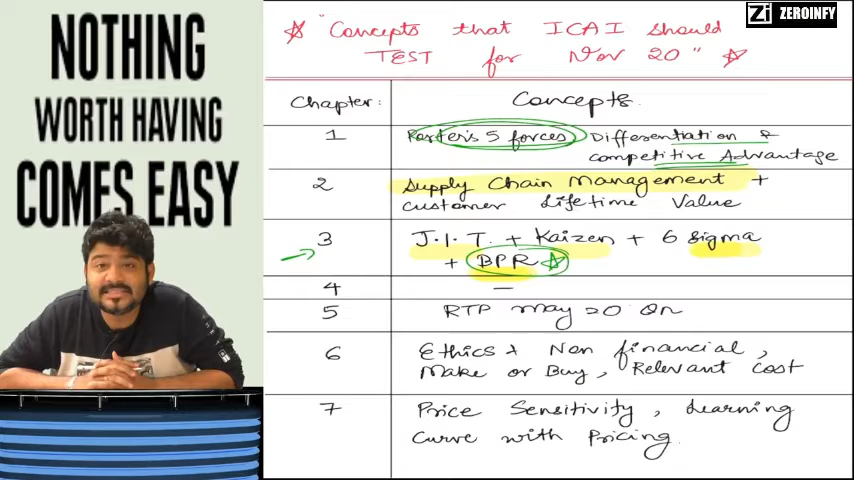 NOTHING
WORTH HAVING
COMES EASY
Zi ZEROINFY
☆ "Concepts that ICAI should
TEST for Nov 20" ☆
Chapter: Concepts.
1 Porter's 5 forces Differentiation &
competitive Advantage
2 Supply Chain Management +
customer Lifetime Value
3 J.I.T. + Kaizen + 6 sigma
+ BPR ☆
4 —
5 RTP May 20 Qn
6 Ethics + Non financial,
Make or Buy, Relevant cost
7 Price Sensitivity, Learning
curve with Pricing.